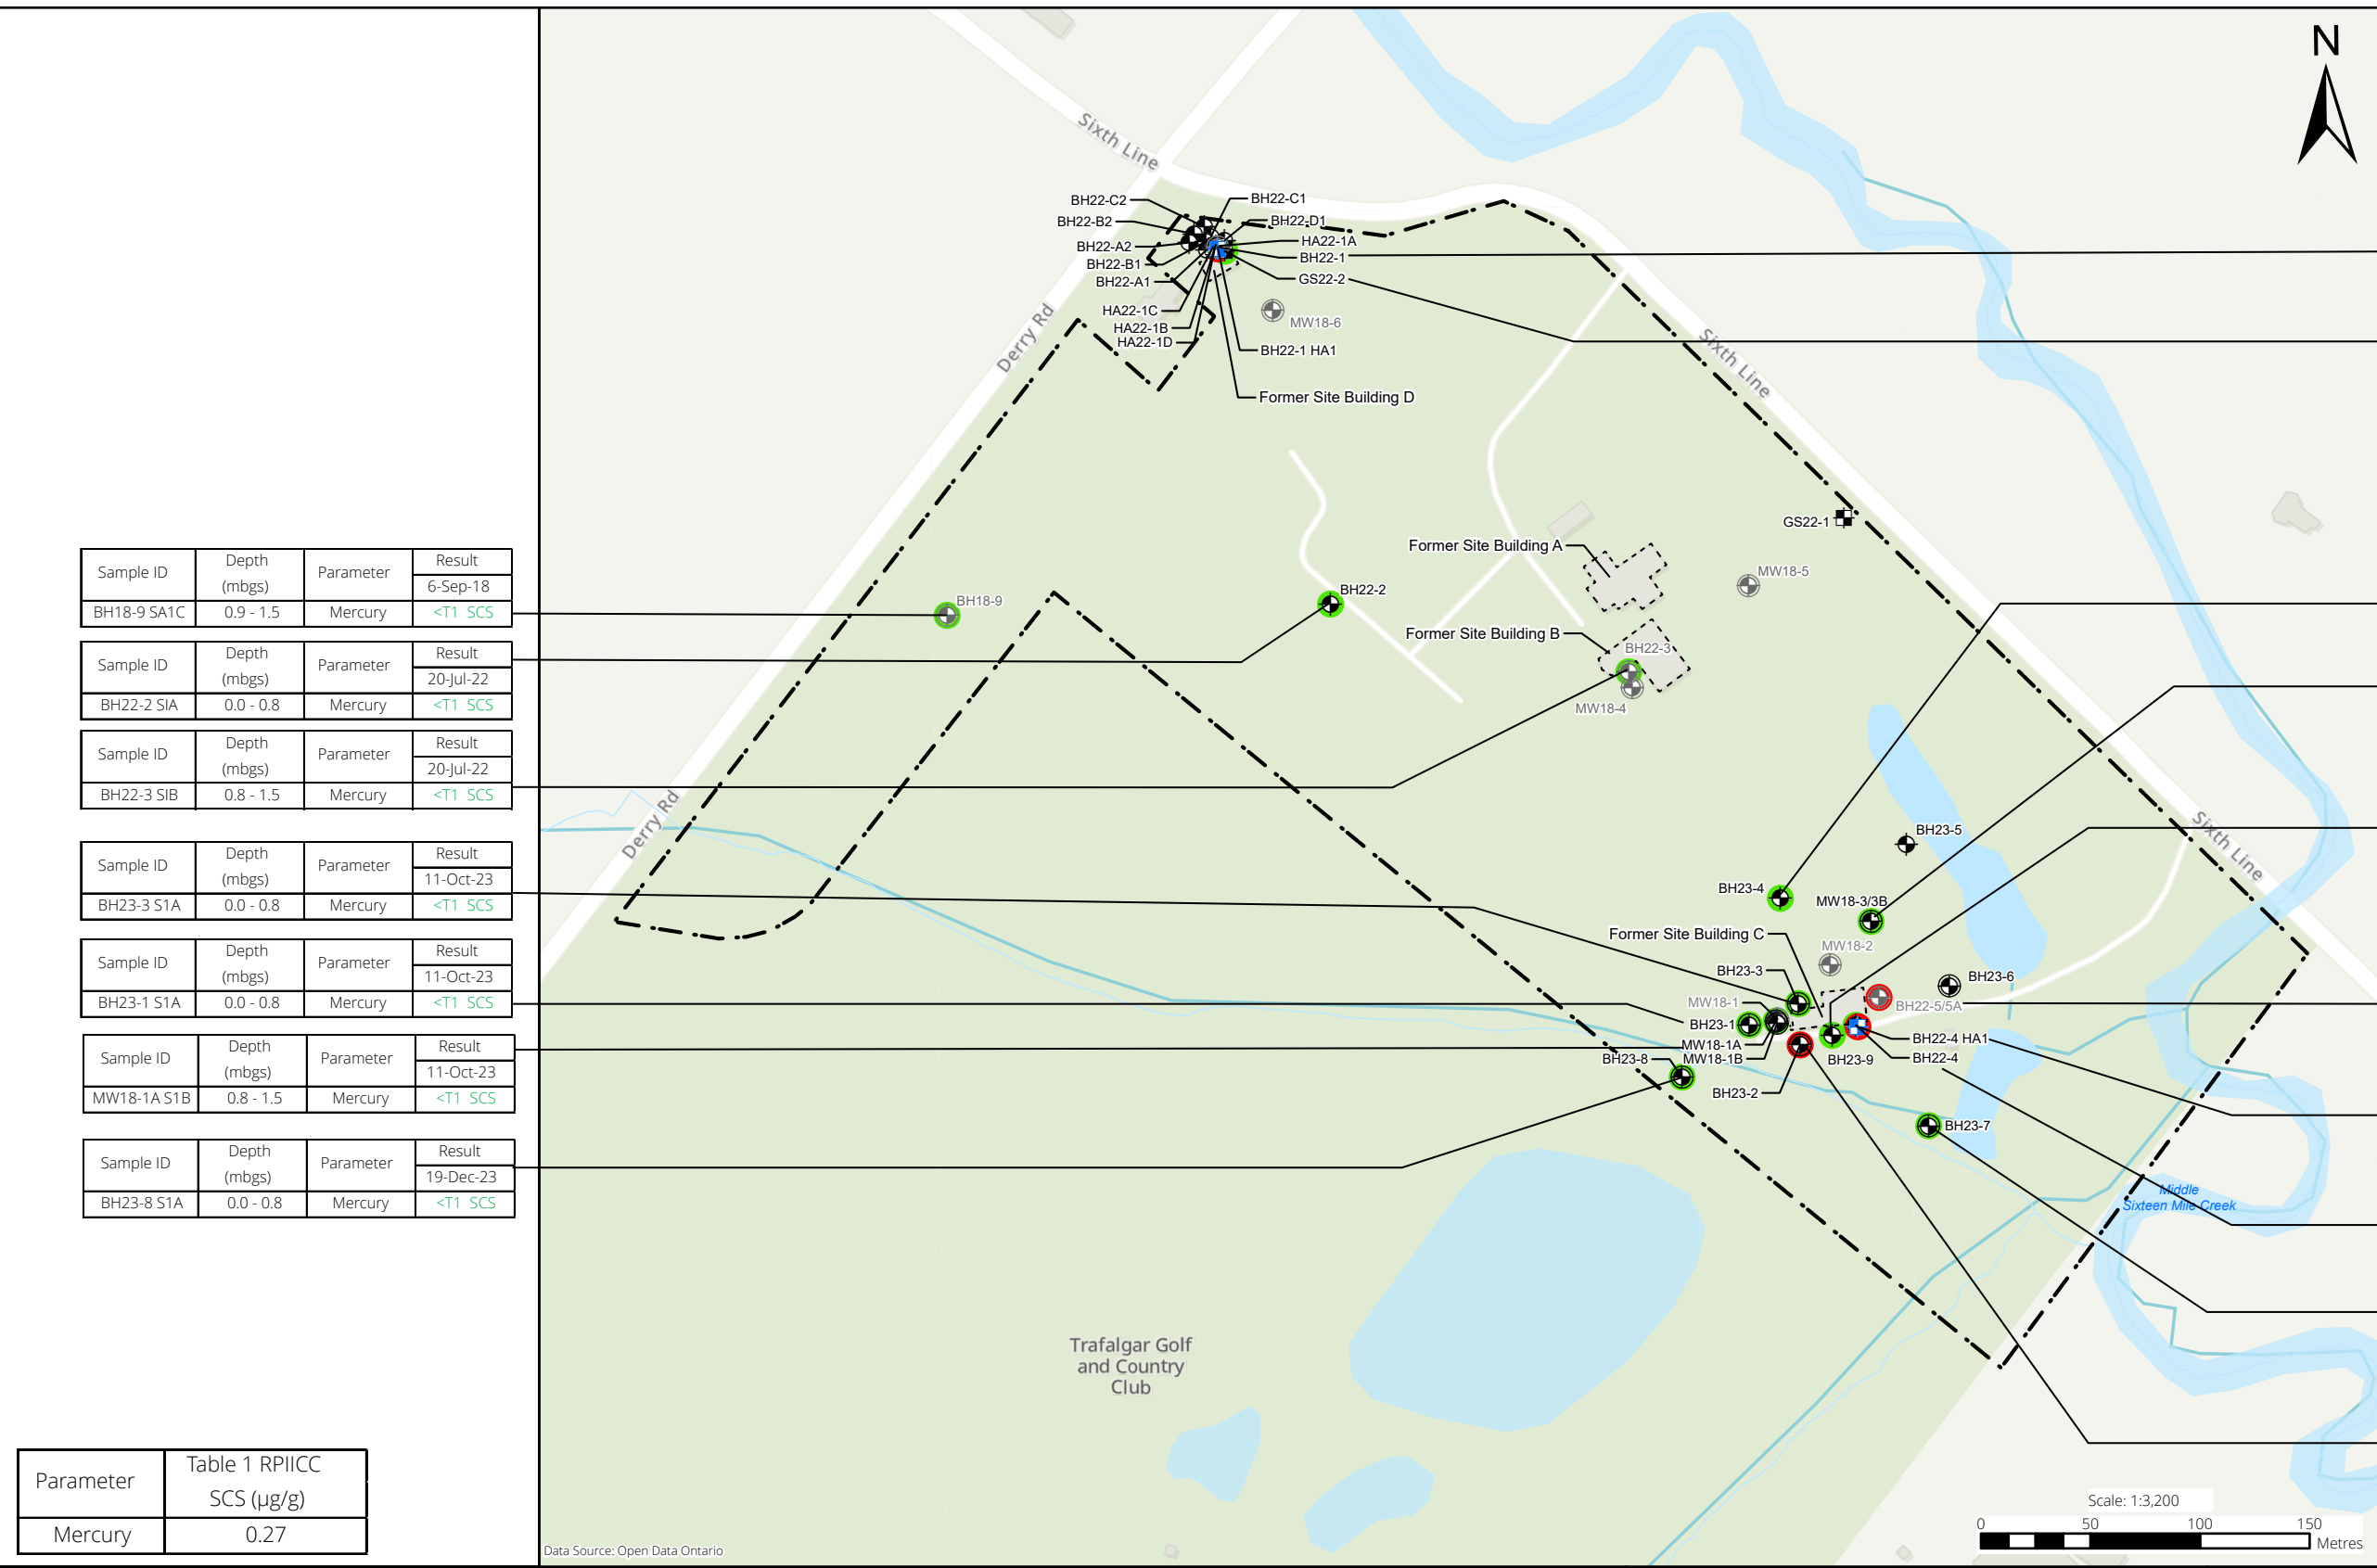 Sample ID Depth (mbgs) Parameter Result 6-Sep-18
BH18-9 SA1C 0.9 - 1.5 Mercury <T1 SCS
Sample ID Depth (mbgs) Parameter Result 20-Jul-22
BH22-2 SIA 0.0 - 0.8 Mercury <T1 SCS
Sample ID Depth (mbgs) Parameter Result 20-Jul-22
BH22-3 SIB 0.8 - 1.5 Mercury <T1 SCS
Sample ID Depth (mbgs) Parameter Result 11-Oct-23
BH23-3 S1A 0.0 - 0.8 Mercury <T1 SCS
Sample ID Depth (mbgs) Parameter Result 11-Oct-23
BH23-1 S1A 0.0 - 0.8 Mercury <T1 SCS
Sample ID Depth (mbgs) Parameter Result 11-Oct-23
MW18-1A S1B 0.8 - 1.5 Mercury <T1 SCS
Sample ID Depth (mbgs) Parameter Result 19-Dec-23
BH23-8 S1A 0.0 - 0.8 Mercury <T1 SCS
Parameter Table 1 RPIICC SCS (µg/g)
Mercury 0.27
N
Sixth Line
BH22-C2
BH22-C1
BH22-B2
BH22-D1
BH22-A2
HA22-1A
BH22-B1
BH22-1
BH22-A1
GS22-2
HA22-1C
HA22-1B
HA22-1D
MW18-6
BH22-1 HA1
Former Site Building D
Derry Rd
Sixth Line
GS22-1
Former Site Building A
MW18-5
BH18-9
BH22-2
Former Site Building B
BH22-3
MW18-4
Derry Rd
Sixth Line
BH23-5
BH23-4
MW18-3/3B
Former Site Building C
MW18-2
BH23-3
BH23-6
MW18-1
BH22-5/5A
BH23-1
MW18-1A
BH22-4 HA1
BH23-8
MW18-1B
BH23-9
BH22-4
BH23-2
BH23-7
Middle
Sixteen Mile Creek
Trafalgar Golf
and Country
Club
Scale: 1:3,200
0 50 100 150
Metres
Data Source: Open Data Ontario